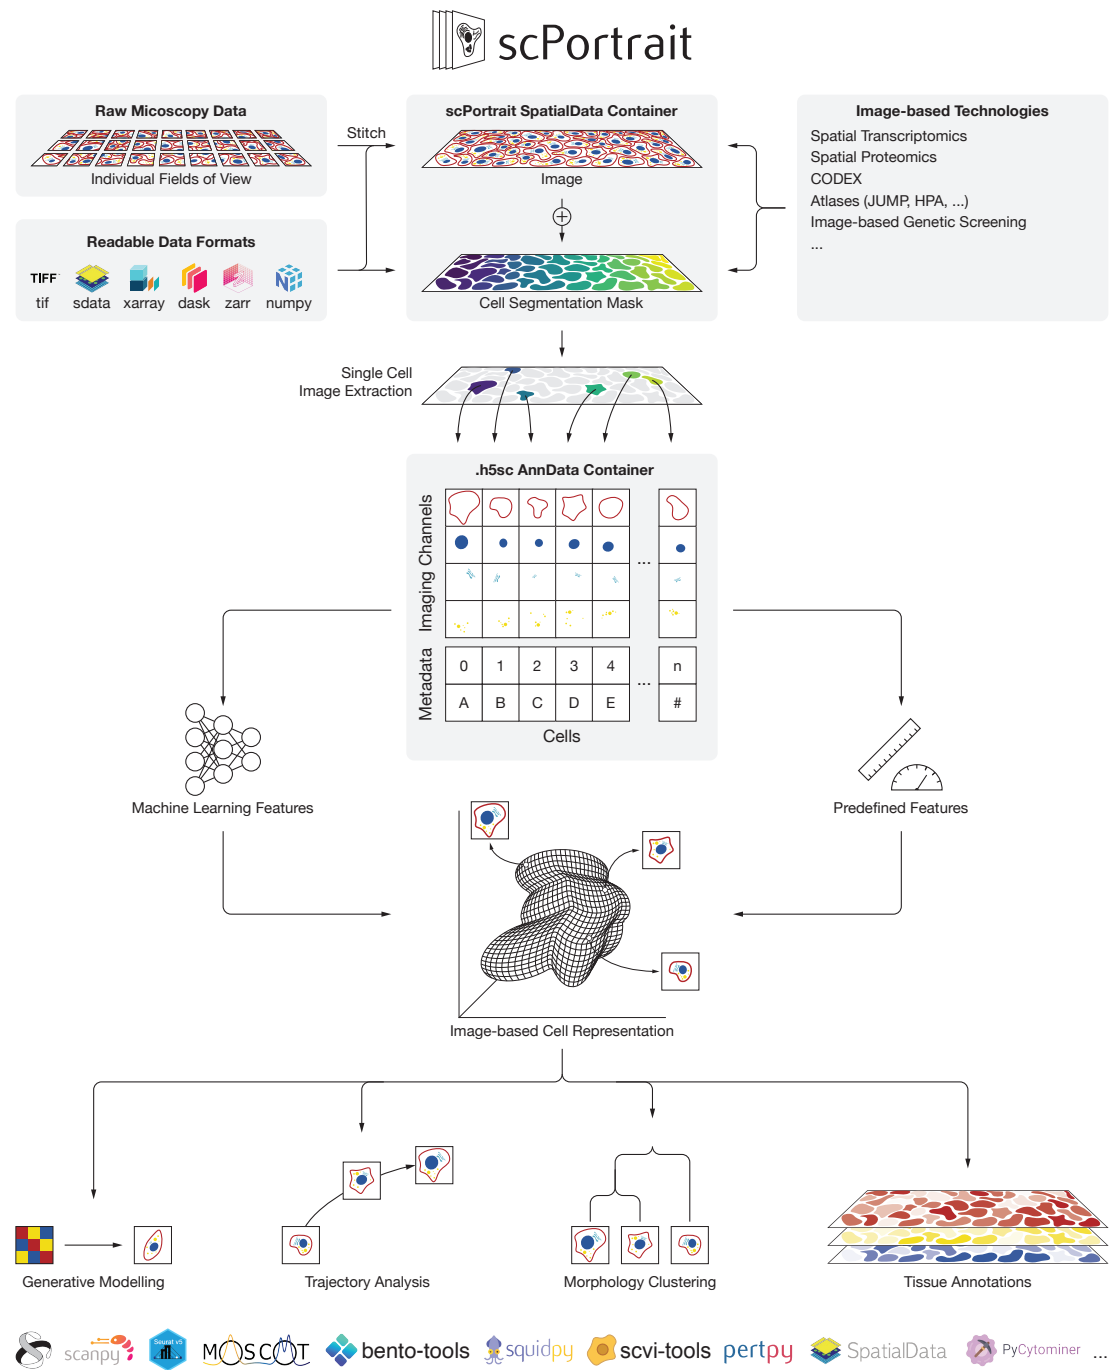 scPortrait
Raw Micoscopy Data
Individual Fields of View
Stitch
Readable Data Formats
TIFF
tif
sdata
xarray
dask
zarr
N
numpy
scPortrait SpatialData Container
Image
Cell Segmentation Mask
Image-based Technologies
Spatial Transcriptomics
Spatial Proteomics
CODEX
Atlases (JUMP, HPA, ...)
Image-based Genetic Screening
...
Single Cell
Image Extraction
.h5sc AnnData Container
Imaging Channels
...
Metadata
0 1 2 3 4 ... n
A B C D E #
Cells
Machine Learning Features
Predefined Features
Image-based Cell Representation
Generative Modelling
Trajectory Analysis
Morphology Clustering
Tissue Annotations
scanpy
Seurat v5
MOSCOT
bento-tools
squidpy
scvi-tools
pertpy
SpatialData
PyCytominer
...